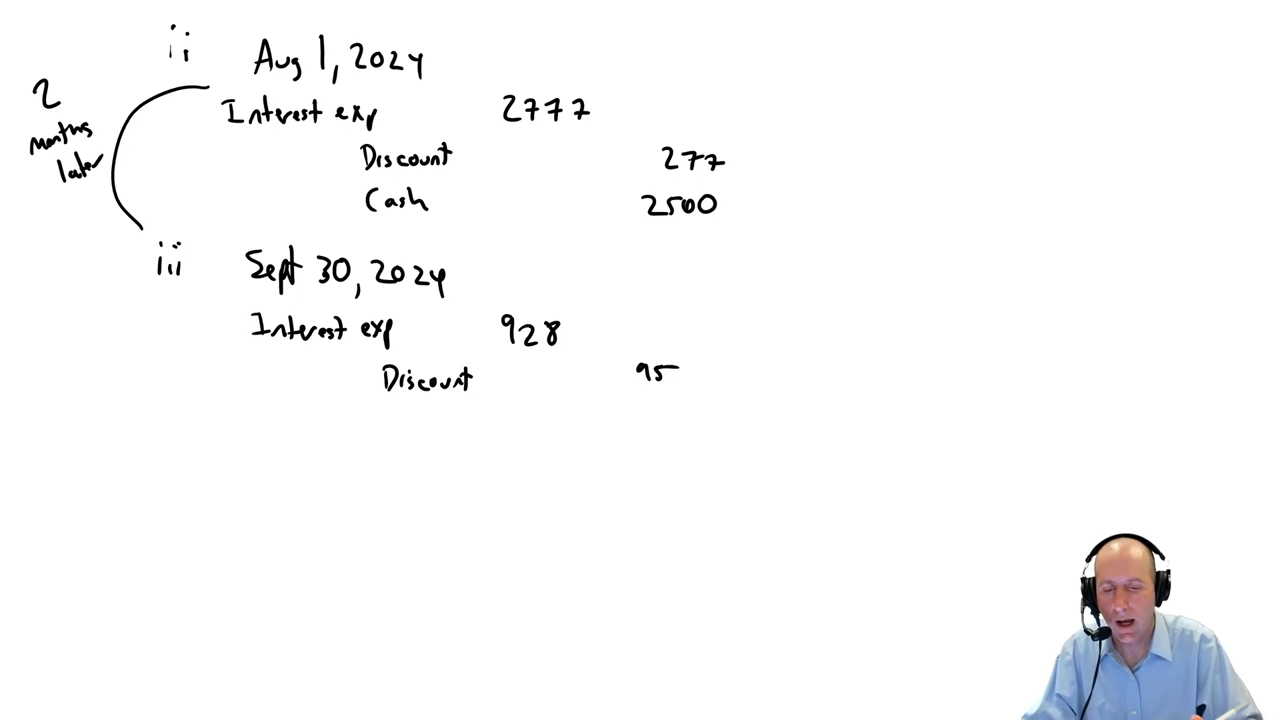 ii Aug 1, 2024
2 months later
Interest exp 2777
Discount 277
Cash 2500
iii Sept 30, 2024
Interest exp 928
Discount 95